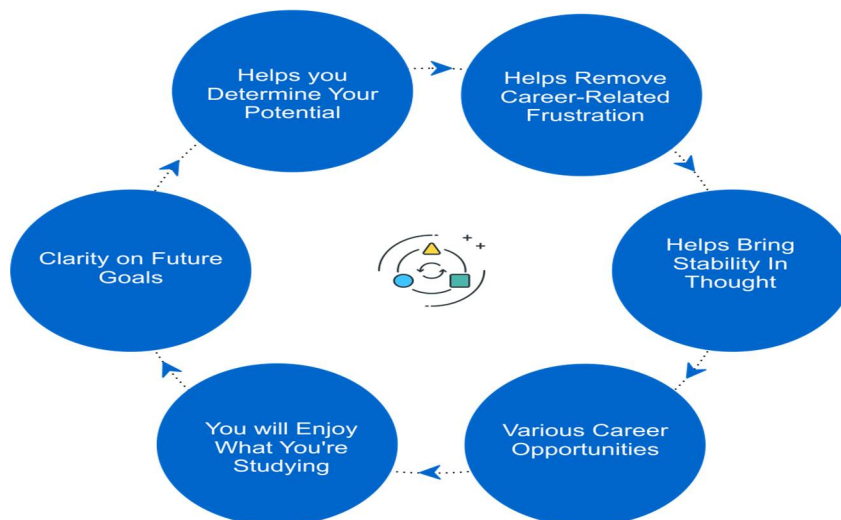 Helps you
Determine Your
Potential
Helps Remove
Career-Related
Frustration
Helps Bring
Stability In
Thought
Various Career
Opportunities
You will Enjoy
What You're
Studying
Clarity on Future
Goals